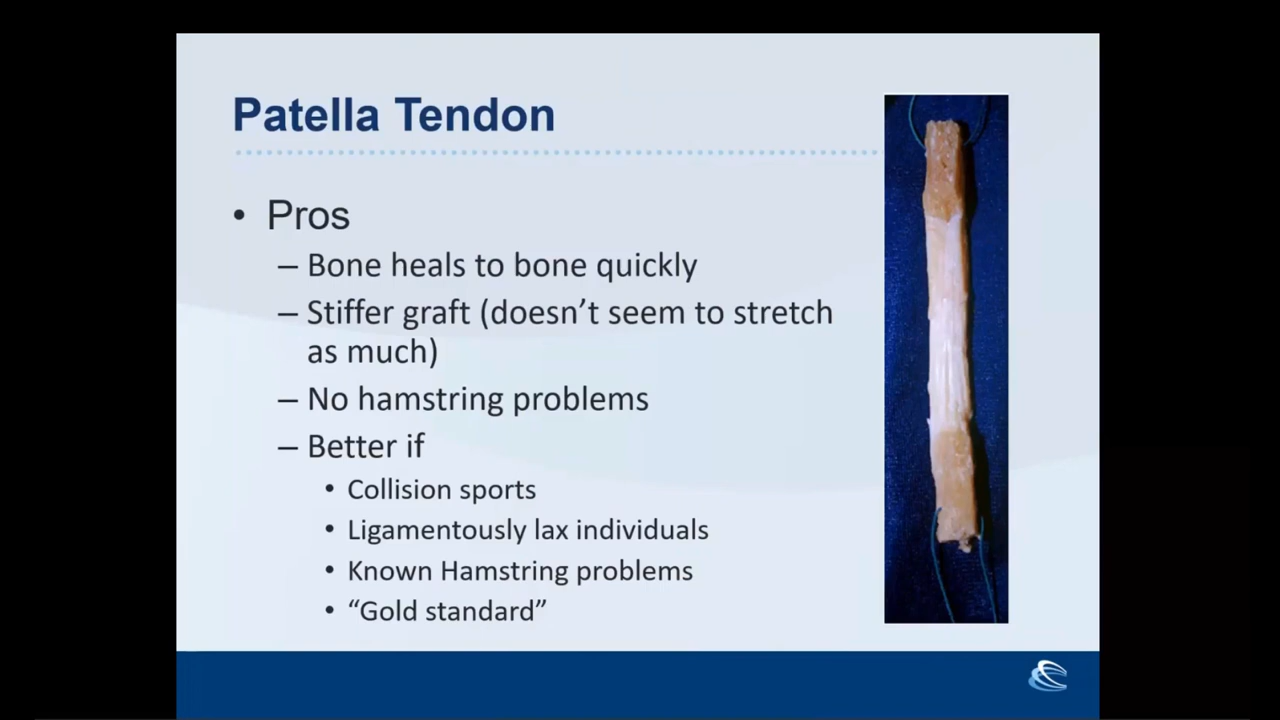 Patella Tendon
• Pros
– Bone heals to bone quickly
– Stiffer graft (doesn’t seem to stretch
as much)
– No hamstring problems
– Better if
• Collision sports
• Ligamentously lax individuals
• Known Hamstring problems
• “Gold standard”